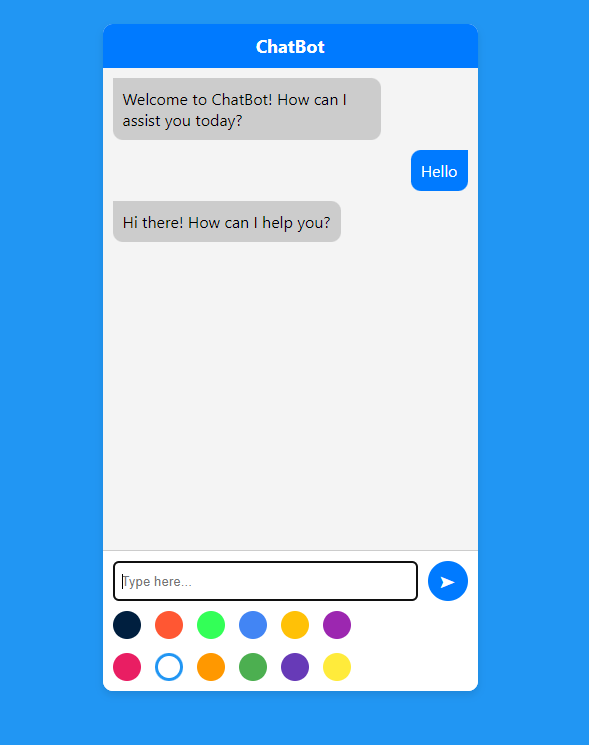 ChatBot
Welcome to ChatBot! How can I
assist you today?
Hello
Hi there! How can I help you?
Type here...